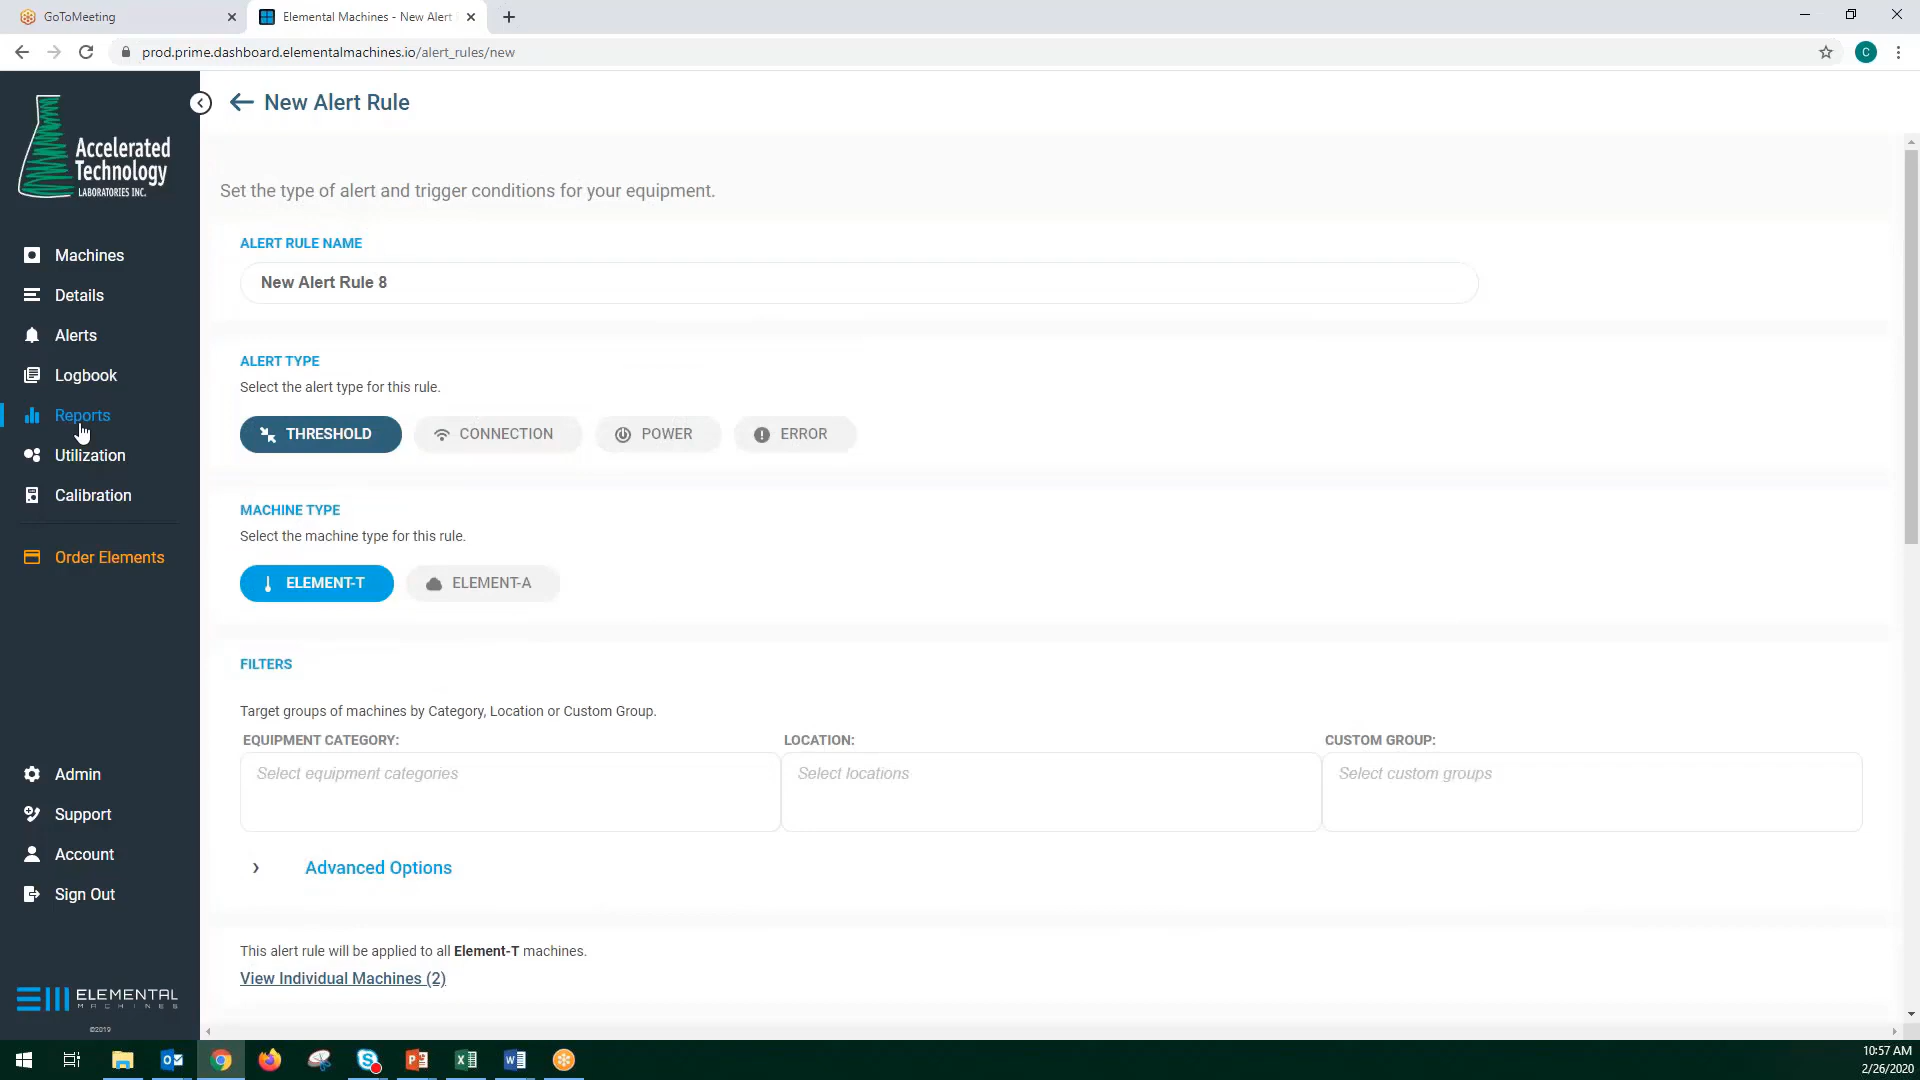 GoToMeeting
Elemental Machines - New Alert
prod.prime.dashboard.elementalmachines.io/alert_rules/new
C
Accelerated
Technology
LABORATORIES INC.
New Alert Rule
Set the type of alert and trigger conditions for your equipment.
ALERT RULE NAME
New Alert Rule 8
Machines
Details
Alerts
Logbook
Reports
Utilization
Calibration
Order Elements
ALERT TYPE
Select the alert type for this rule.
THRESHOLD CONNECTION POWER ERROR
MACHINE TYPE
Select the machine type for this rule.
ELEMENT-T ELEMENT-A
FILTERS
Target groups of machines by Category, Location or Custom Group.
EQUIPMENT CATEGORY: LOCATION: CUSTOM GROUP:
Select equipment categories Select locations Select custom groups
Advanced Options
This alert rule will be applied to all Element-T machines.
View Individual Machines (2)
Admin
Support
Account
Sign Out
ELEMENTAL
MACHINES
©2019
10:57 AM
2/26/2020